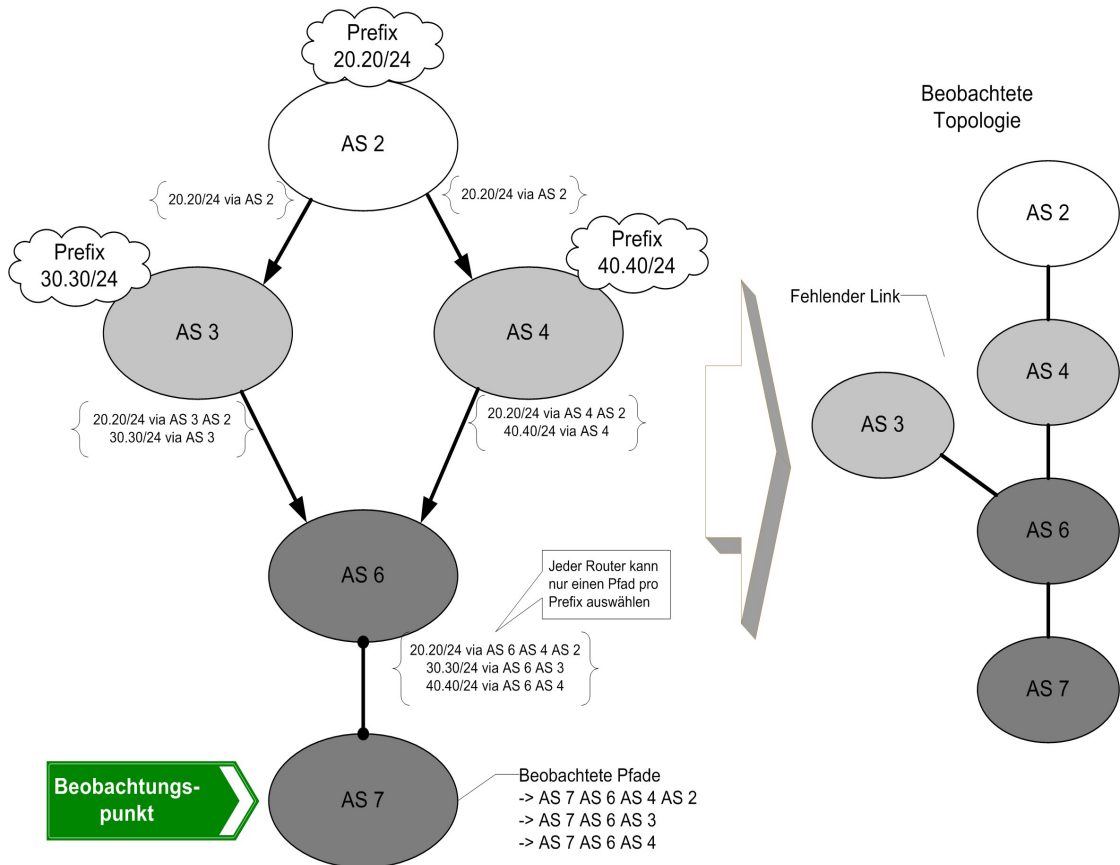 Prefix
20.20/24
AS 2
20.20/24 via AS 2
20.20/24 via AS 2
Prefix
30.30/24
Prefix
40.40/24
AS 3
AS 4
20.20/24 via AS 3 AS 2
30.30/24 via AS 3
20.20/24 via AS 4 AS 2
40.40/24 via AS 4
AS 6
Jeder Router kann
nur einen Pfad pro
Prefix auswählen
20.20/24 via AS 6 AS 4 AS 2
30.30/24 via AS 6 AS 3
40.40/24 via AS 6 AS 4
Beobachtungs-
punkt
AS 7
Beobachtete Pfade
-> AS 7 AS 6 AS 4 AS 2
-> AS 7 AS 6 AS 3
-> AS 7 AS 6 AS 4
Beobachtete
Topologie
AS 2
Fehlender Link
AS 4
AS 3
AS 6
AS 7